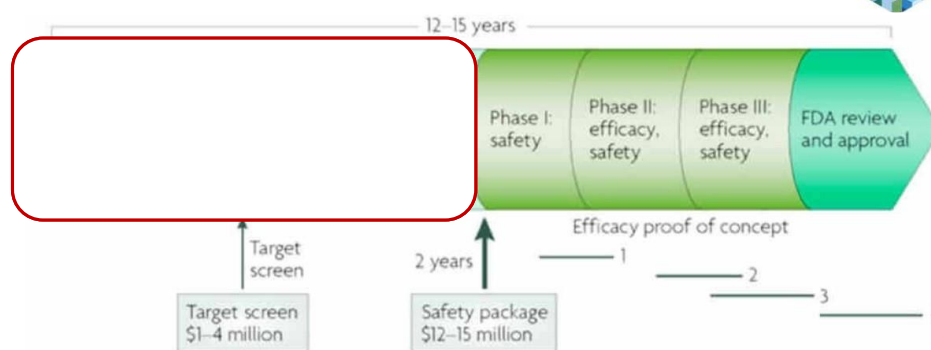 12–15 years
Phase I:
safety
Phase II:
efficacy,
safety
Phase III:
efficacy,
safety
FDA review
and approval
Target
screen
2 years
Efficacy proof of concept
1
2
3
Target screen
$1–4 million
Safety package
$12–15 million